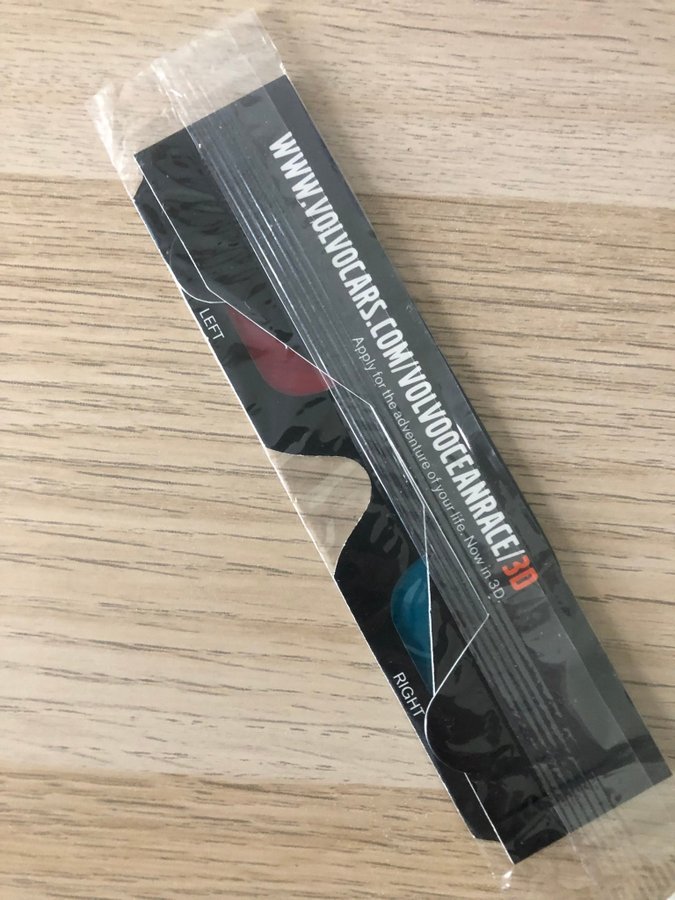 WWW.VOLVOCARS.COM/VOLVOOCEANRACE/3D
Apply for the adventure of your life. Now in 3D.
LEFT
RIGHT